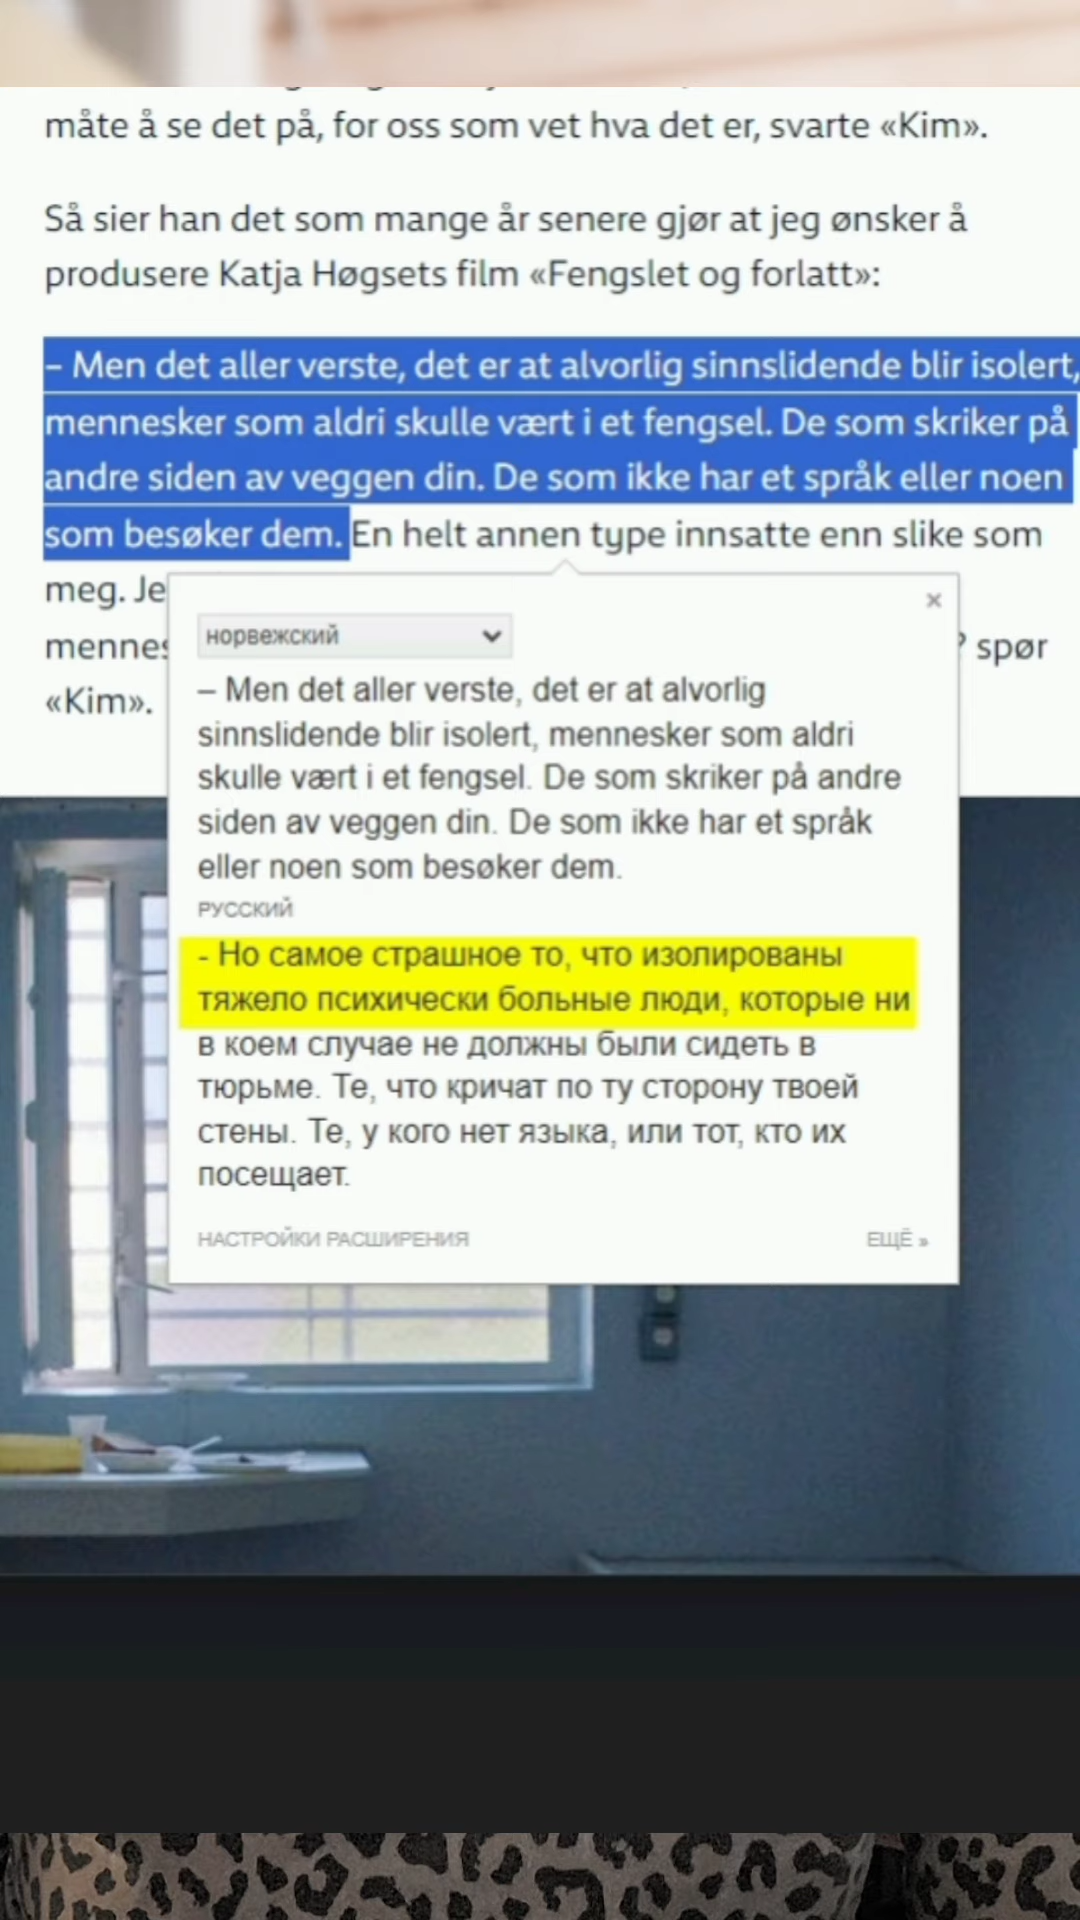 måte å se det på, for oss som vet hva det er, svarte «Kim».
Så sier han det som mange år senere gjør at jeg ønsker å
produsere Katja Høgsets film «Fengslet og forlatt»:
– Men det aller verste, det er at alvorlig sinnslidende blir isolert,
mennesker som aldri skulle vært i et fengsel. De som skriker på
andre siden av veggen din. De som ikke har et språk eller noen
som besøker dem. En helt annen type innsatte enn slike som
meg. Je
mennes
? spør
«Kim».
×
норвежский
– Men det aller verste, det er at alvorlig
sinnslidende blir isolert, mennesker som aldri
skulle vært i et fengsel. De som skriker på andre
siden av veggen din. De som ikke har et språk
eller noen som besøker dem.
РУССКИЙ
- Но самое страшное то, что изолированы
тяжело психически больные люди, которые ни
в коем случае не должны были сидеть в
тюрьме. Те, что кричат по ту сторону твоей
стены. Те, у кого нет языка, или тот, кто их
посещает.
НАСТРОЙКИ РАСШИРЕНИЯ
ЕЩЁ »